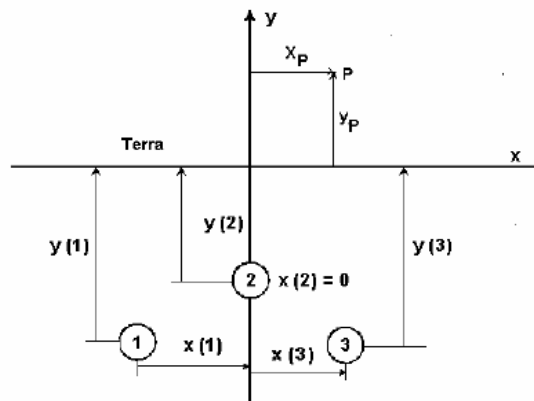 y
X_P
P
y_P
Terra
x
y (1)
y (2)
y (3)
2
x (2) = 0
1
3
x (1)
x (3)